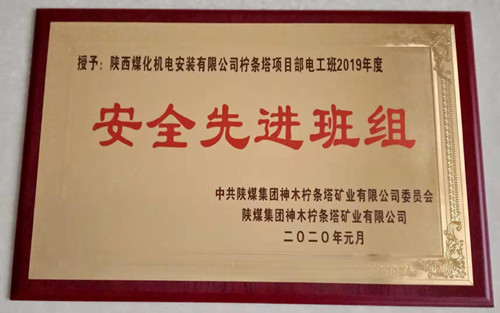 授予：陕西煤化机电安装有限公司柠条塔项目部电工班2019年度
安全先进班组
中共陕煤集团神木柠条塔矿业有限公司委员会
陕煤集团神木柠条塔矿业有限公司
二〇二〇年元月